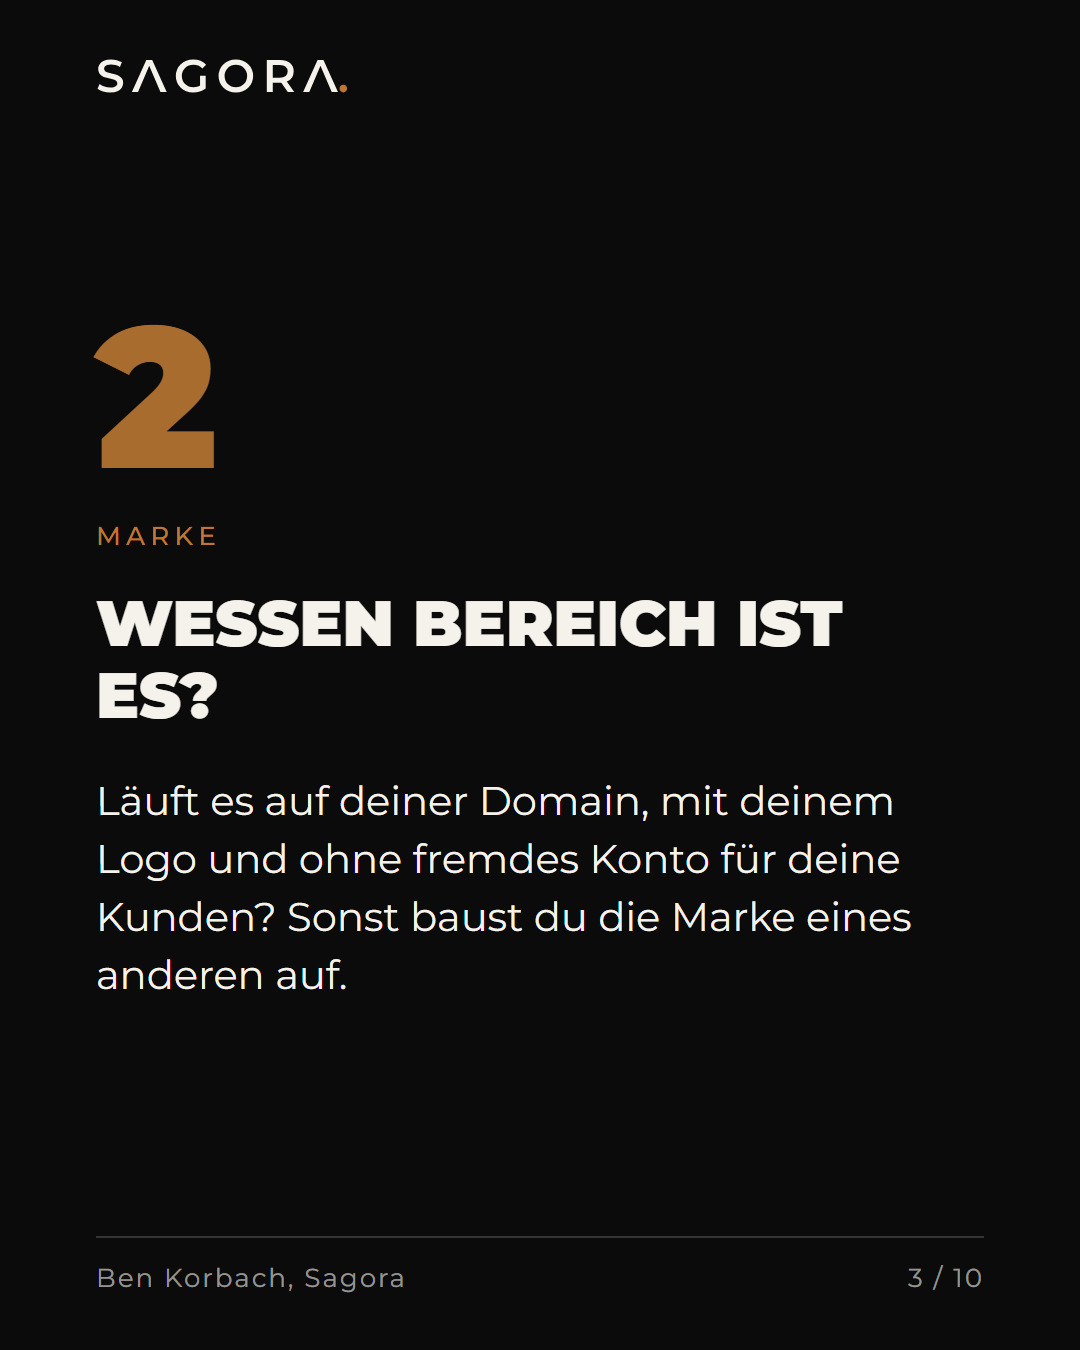 SAGORA.
2
MARKE
WESSEN BEREICH IST
ES?
Läuft es auf deiner Domain, mit deinem
Logo und ohne fremdes Konto für deine
Kunden? Sonst baust du die Marke eines
anderen auf.
Ben Korbach, Sagora
3 / 10